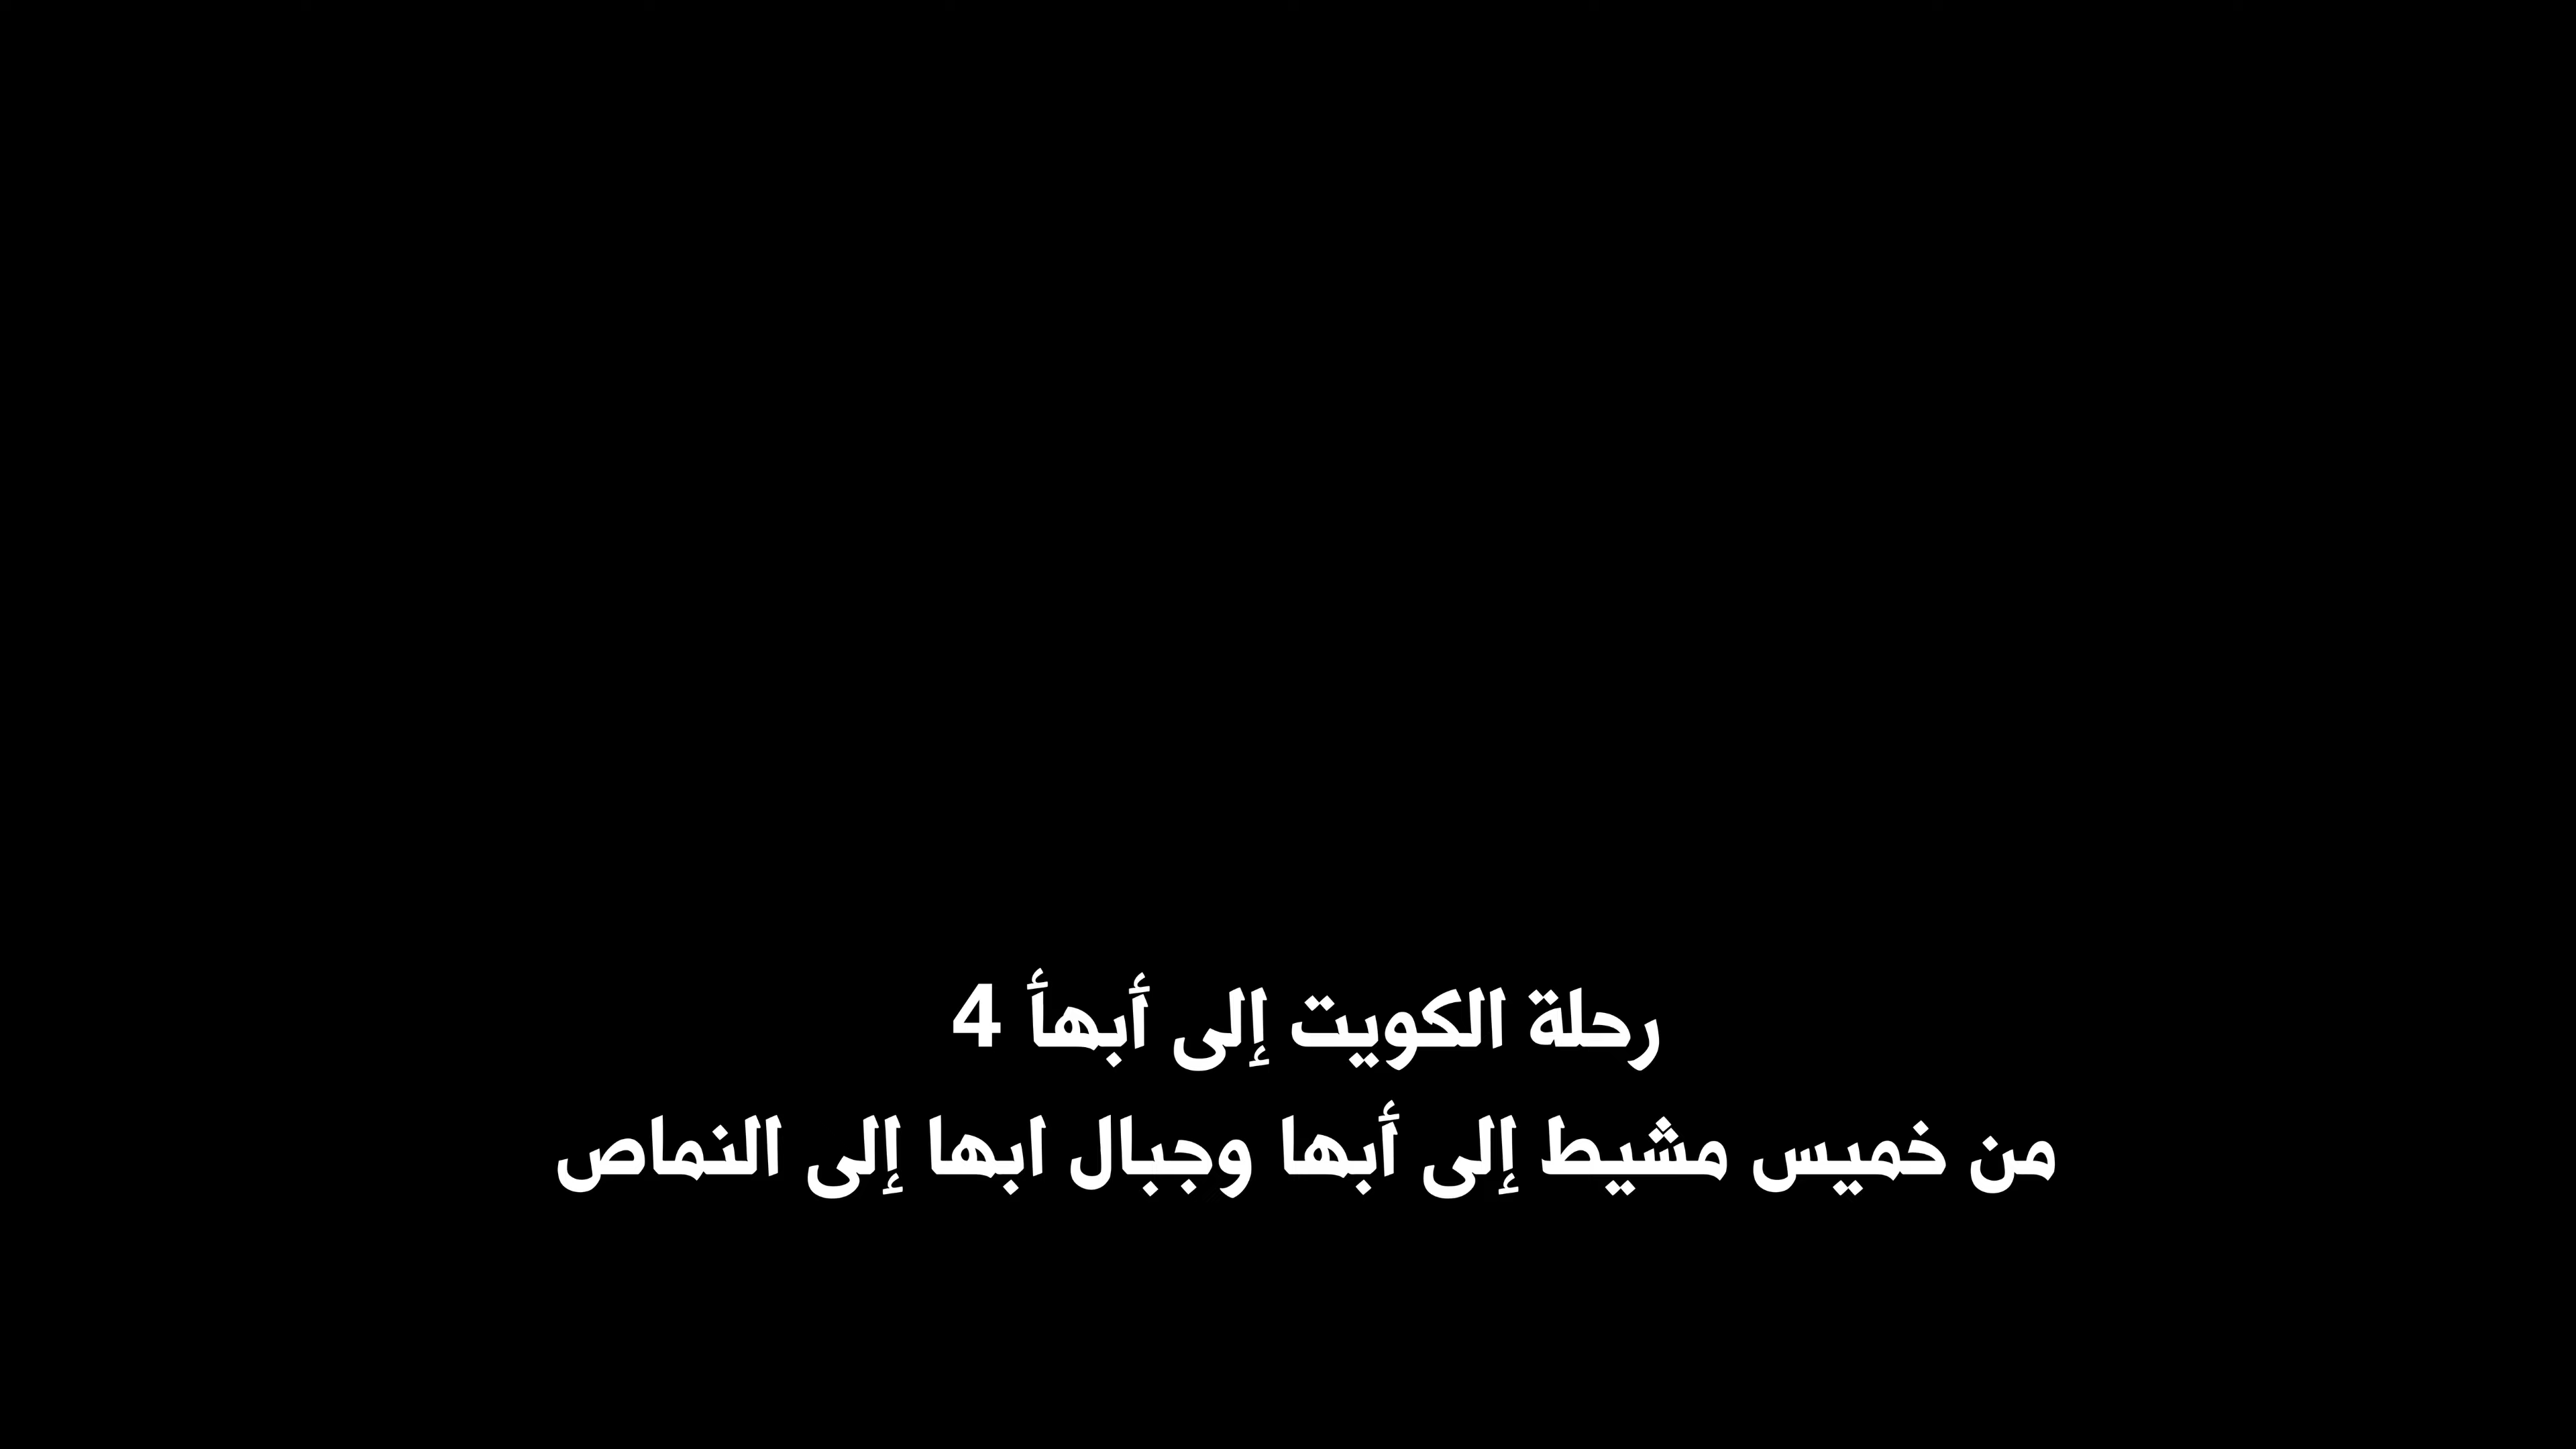 رحلة الكويت إلى أبهأ 4
من خميس مشيط إلى أبها وجبال ابها إلى النماص